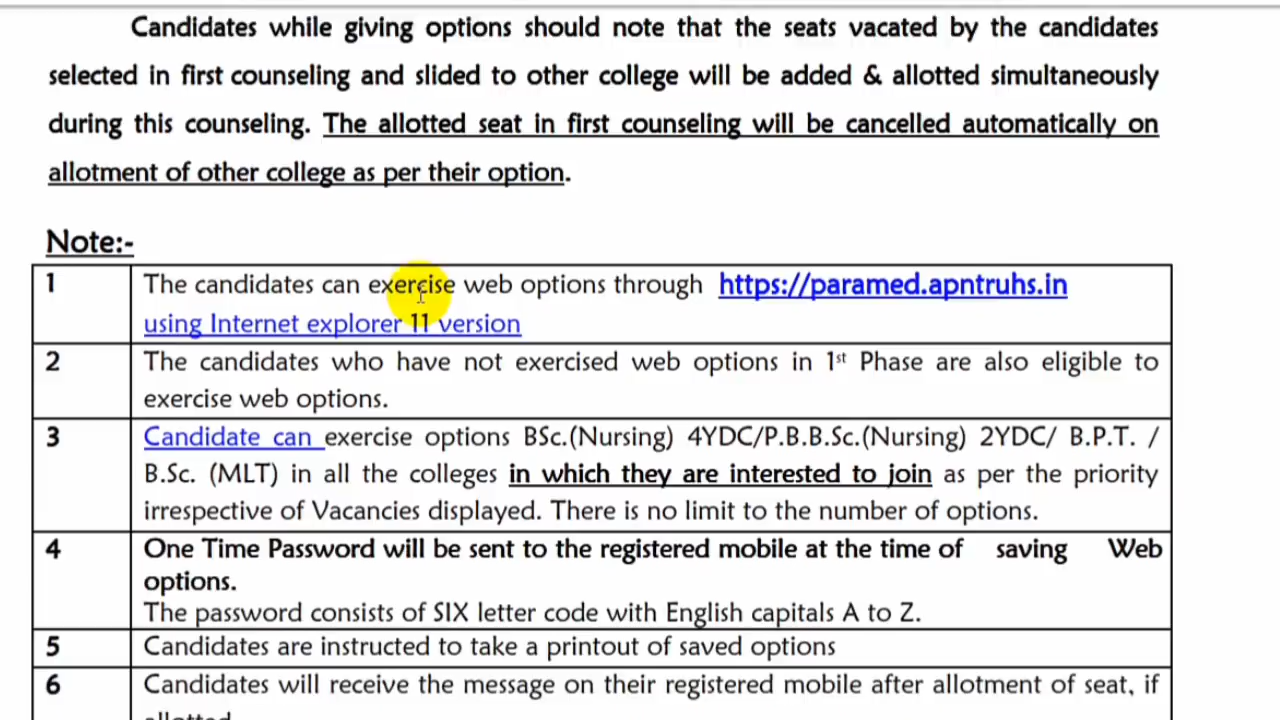 Candidates while giving options should note that the seats vacated by the candidates
selected in first counseling and slided to other college will be added & allotted simultaneously
during this counseling. The allotted seat in first counseling will be cancelled automatically on
allotment of other college as per their option.
Note:-
1 The candidates can exercise web options through https://paramed.apntruhs.in
using Internet explorer 11 version
2 The candidates who have not exercised web options in 1st Phase are also eligible to
exercise web options.
3 Candidate can exercise options BSc.(Nursing) 4YDC/P.B.B.Sc.(Nursing) 2YDC/ B.P.T. /
B.Sc. (MLT) in all the colleges in which they are interested to join as per the priority
irrespective of Vacancies displayed. There is no limit to the number of options.
4 One Time Password will be sent to the registered mobile at the time of saving Web
options.
The password consists of SIX letter code with English capitals A to Z.
5 Candidates are instructed to take a printout of saved options
6 Candidates will receive the message on their registered mobile after allotment of seat, if
allotted